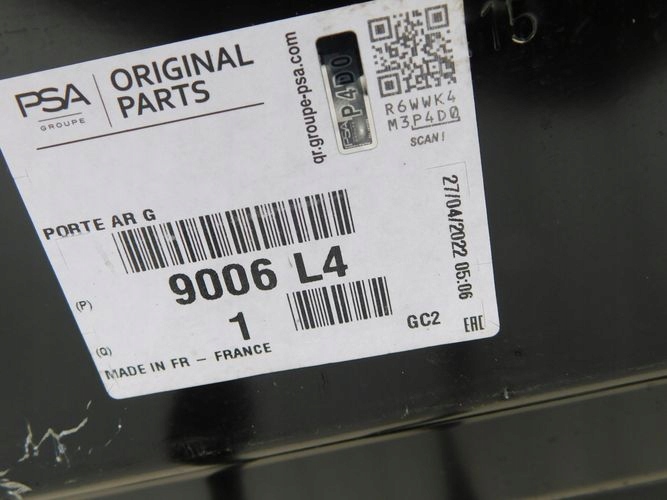 PSA
GROUPE
ORIGINAL
PARTS
qr.groupe-psa.com
P4D0
R6WWK4
M3P4D0
SCAN!
PORTE AR G
27/04/2022 05:06
(P)
9006 L4
(Q)
1
GC2
EAC
MADE IN FR - FRANCE
15